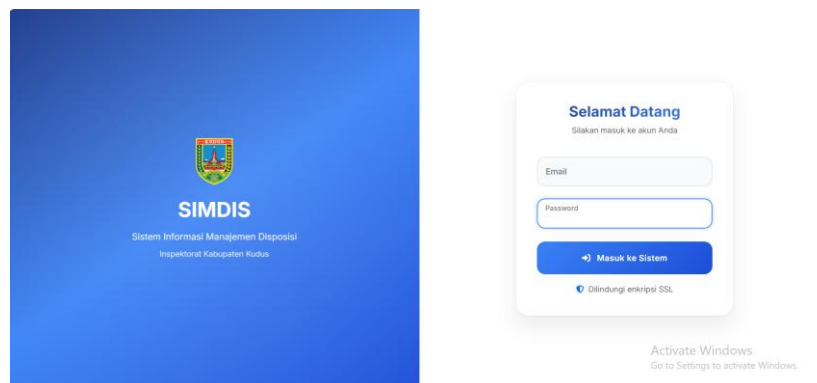 KUDUS
SIMDIS
Sistem Informasi Manajemen Disposisi
Inspektorat Kabupaten Kudus
Selamat Datang
Silakan masuk ke akun Anda
Email
Password
Masuk ke Sistem
Dilindungi enkripsi SSL
Activate Windows
Go to Settings to activate Windows.